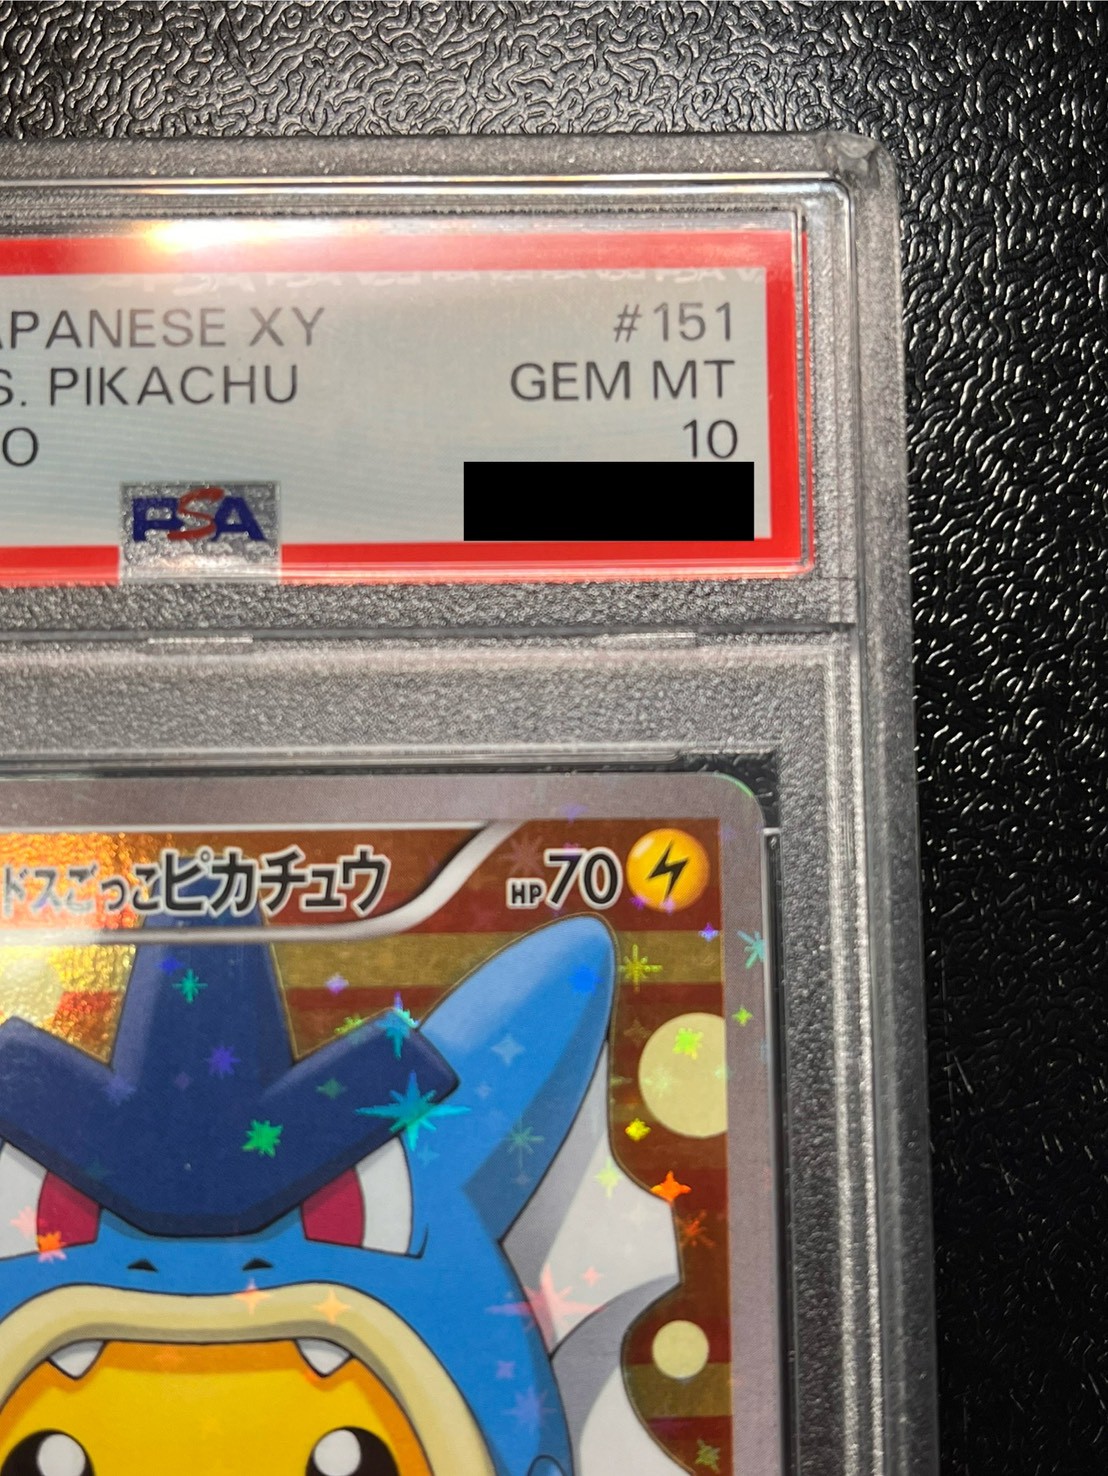 APANESE XY #151
S. PIKACHU GEM MT
O 10
PSA
ドスごっこピカチュウ HP70